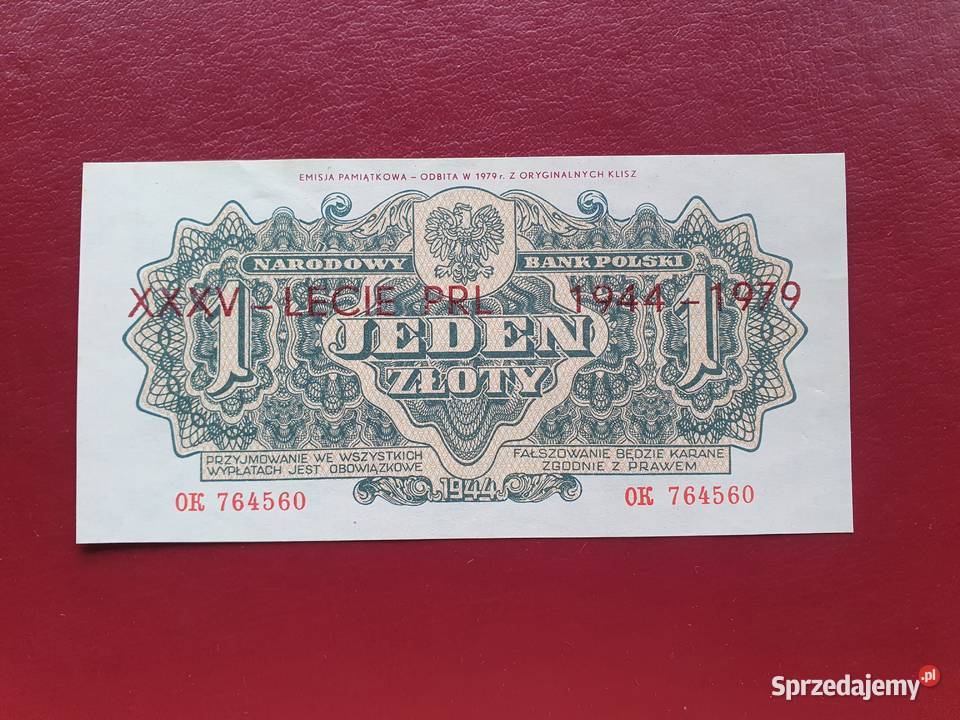 EMISJA PAMIĄTKOWA – ODBITA W 1979 r. Z ORYGINALNYCH KLISZ
NARODOWY BANK POLSKI
XXXV – LECIE PRL 1944 – 1979
1 JEDEN 1
ZŁOTY
PRZYJMOWANIE WE WSZYSTKICH
WYPŁATACH JEST OBOWIĄZKOWE
FAŁSZOWANIE BĘDZIE KARANE
ZGODNIE Z PRAWEM
1944
OK 764560 OK 764560
Sprzedajemy.pl